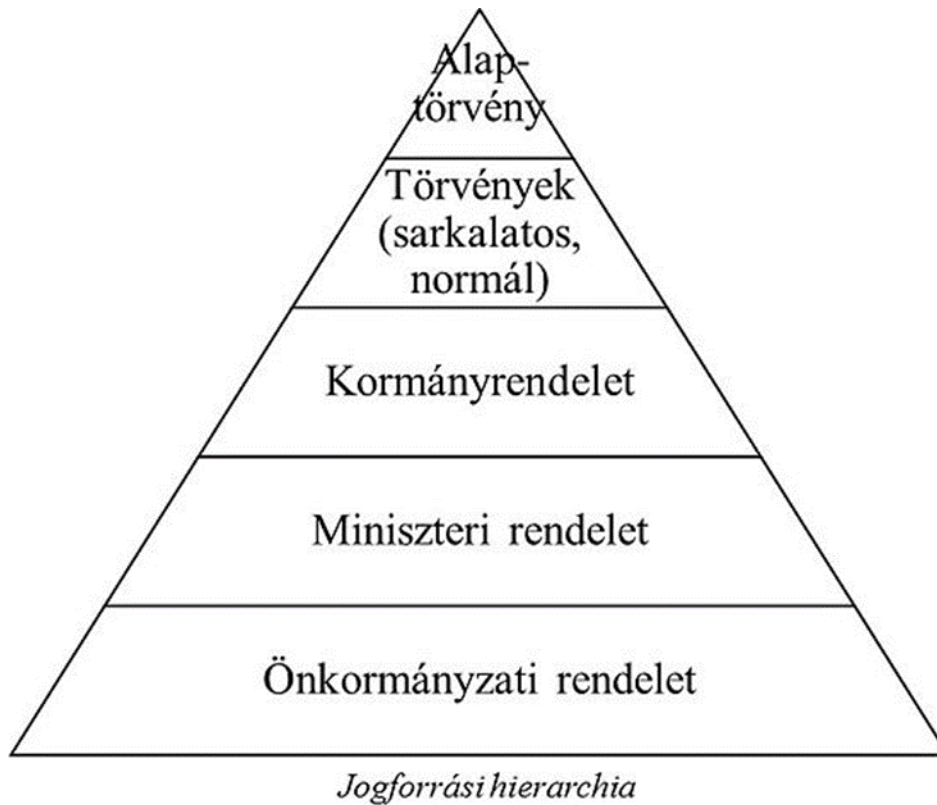 Alap-
törvény
Törvények
(sarkalatos,
normál)
Kormányrendelet
Miniszteri rendelet
Önkormányzati rendelet
Jogforrási hierarchia